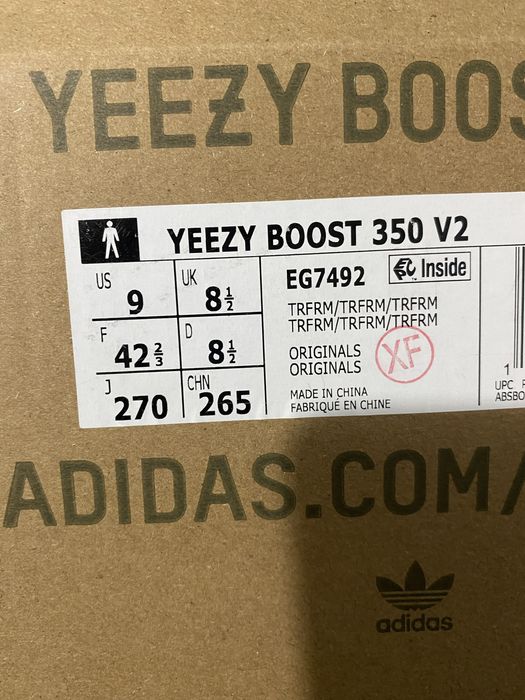 YEEZY BOOS
YEEZY BOOST 350 V2
US 9 UK 8½
F 42⅔ D 8½
J 270 CHN 265
EG7492 Inside
TRFRM/TRFRM/TRFRM
TRFRM/TRFRM/TRFRM
ORIGINALS
ORIGINALS
XF
MADE IN CHINA
FABRIQUÉ EN CHINE
1
UPC
ABSBO
ADIDAS.COM/
adidas